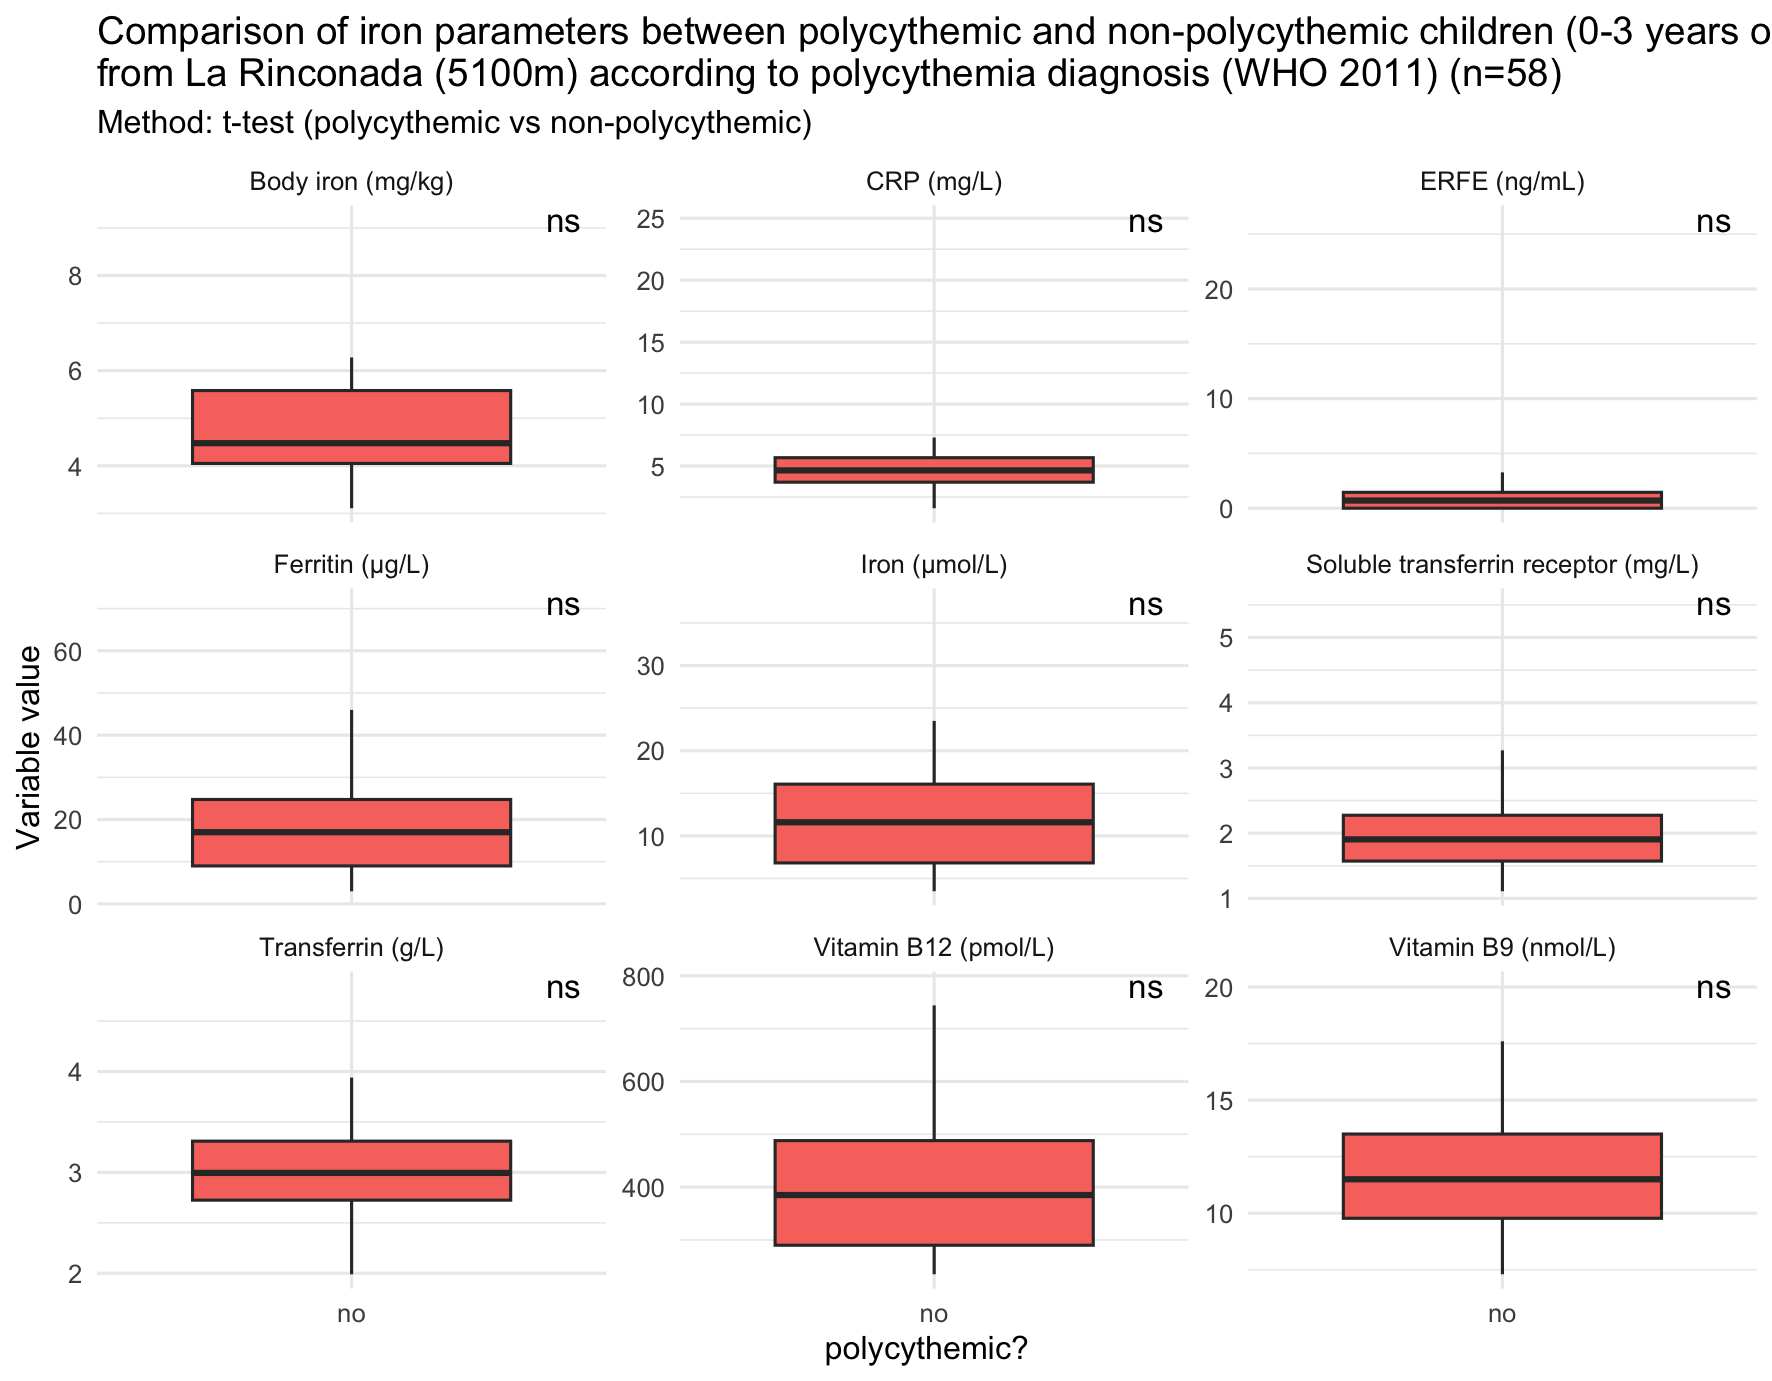 Comparison of iron parameters between polycythemic and non-polycythemic children (0-3 years o
from La Rinconada (5100m) according to polycythemia diagnosis (WHO 2011) (n=58)
Method: t-test (polycythemic vs non-polycythemic)
Body iron (mg/kg)
ns
8
6
4
CRP (mg/L)
ns
25
20
15
10
5
ERFE (ng/mL)
ns
20
10
0
Variable value
Ferritin (µg/L)
ns
60
40
20
0
Iron (µmol/L)
ns
30
20
10
Soluble transferrin receptor (mg/L)
ns
5
4
3
2
1
Transferrin (g/L)
ns
4
3
2
no
Vitamin B12 (pmol/L)
ns
800
600
400
no
Vitamin B9 (nmol/L)
ns
20
15
10
no
polycythemic?